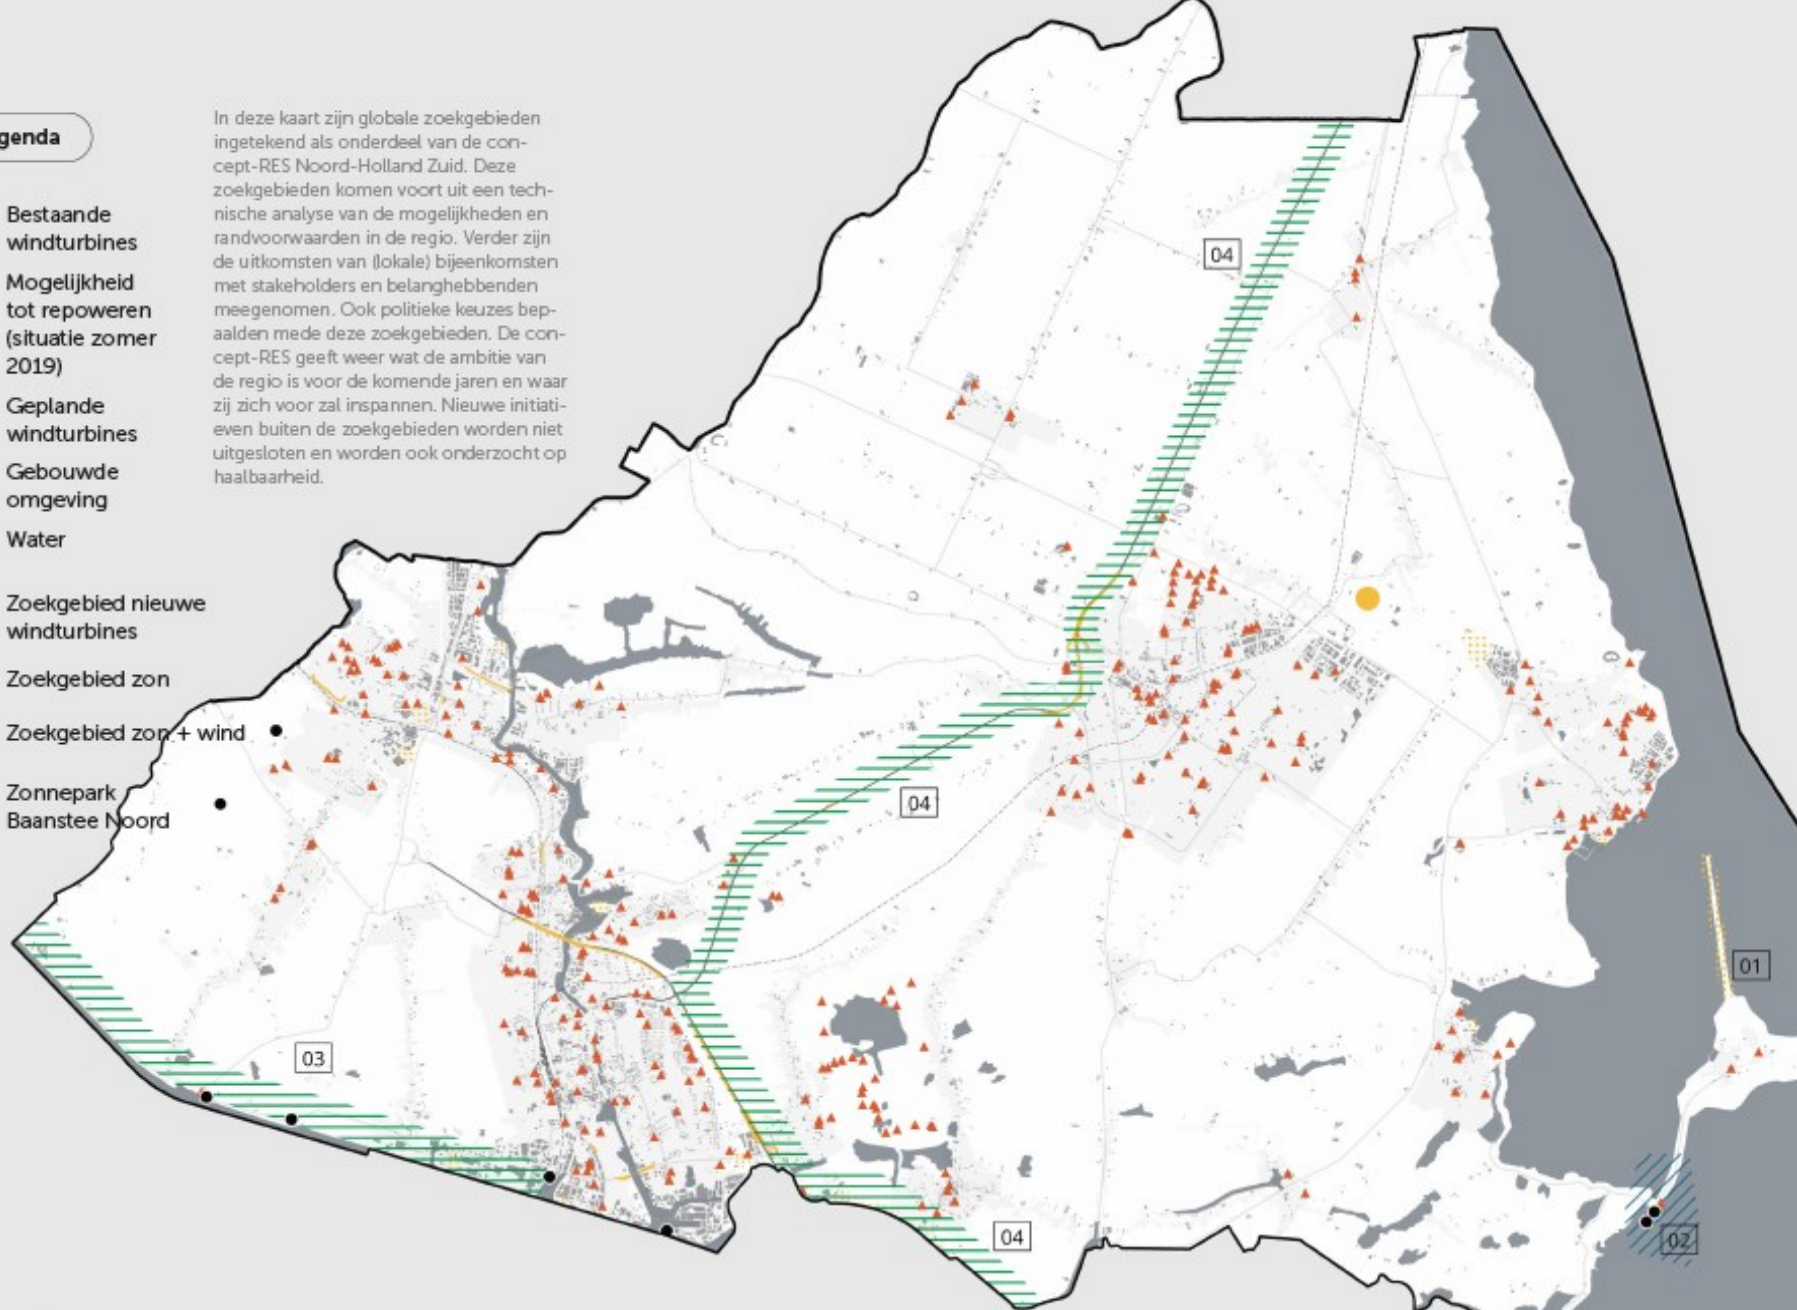 genda
Bestaande
windturbines
Mogelijkheid
tot repoweren
(situatie zomer
2019)
Geplande
windturbines
Gebouwde
omgeving
Water
Zoekgebied nieuwe
windturbines
Zoekgebied zon
Zoekgebied zon + wind
Zonnepark
Baanstee Noord
In deze kaart zijn globale zoekgebieden
ingetekend als onderdeel van de con-
cept-RES Noord-Holland Zuid. Deze
zoekgebieden komen voort uit een tech-
nische analyse van de mogelijkheden en
randvoorwaarden in de regio. Verder zijn
de uitkomsten van (lokale) bijeenkomsten
met stakeholders en belanghebbenden
meegenomen. Ook politieke keuzes bep-
aalden mede deze zoekgebieden. De con-
cept-RES geeft weer wat de ambitie van
de regio is voor de komende jaren en waar
zij zich voor zal inspannen. Nieuwe initiati-
even buiten de zoekgebieden worden niet
uitgesloten en worden ook onderzocht op
haalbaarheid.
04
04
01
03
04
02